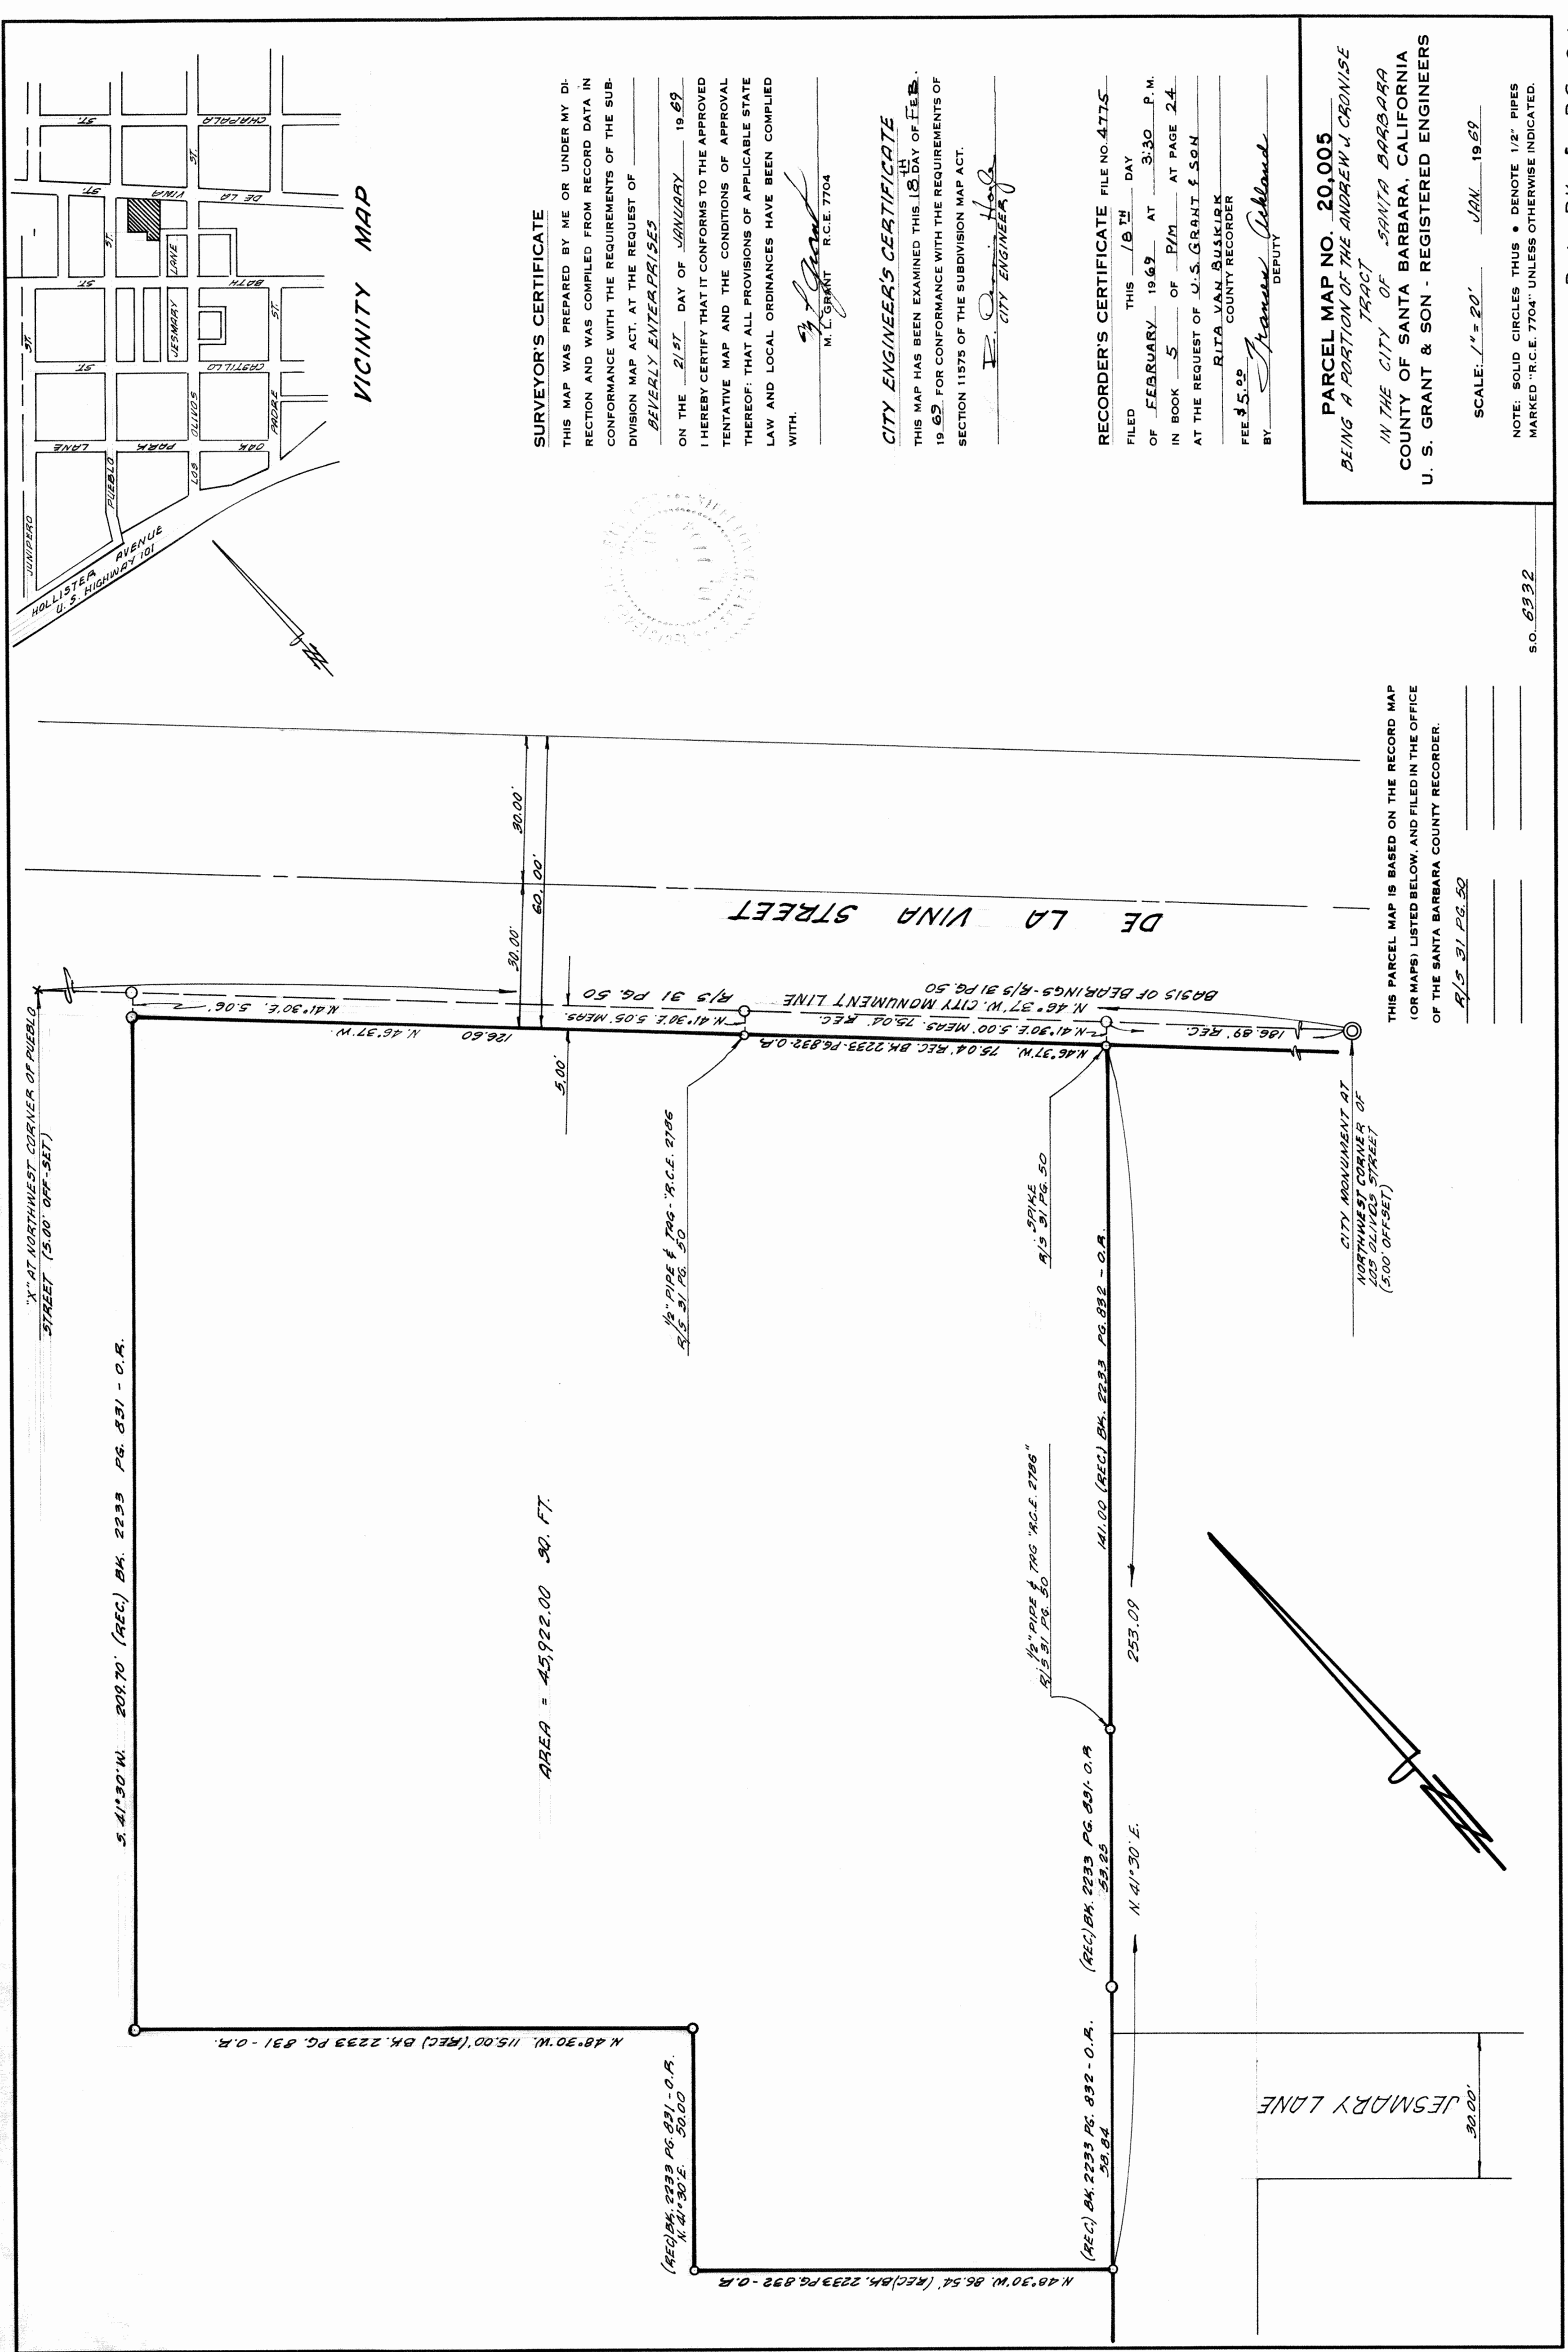 VICINITY MAP
HOLLISTER AVENUE
U. S. HIGHWAY 101
JUNIPERO
ST.
PUEBLO
ST.
LOS
OLIVOS
ST.
PADRE
ST.
OAK
PARK
LANE
CASTILLO
ST.
JESMARY
LANE
BATH
ST.
DE LA
VINA
ST.
CHAPALA
ST.
SURVEYOR'S CERTIFICATE
THIS MAP WAS PREPARED BY ME OR UNDER MY DI-
RECTION AND WAS COMPILED FROM RECORD DATA IN
CONFORMANCE WITH THE REQUIREMENTS OF THE SUB-
DIVISION MAP ACT. AT THE REQUEST OF
BEVERLY ENTERPRISES
ON THE 21ST DAY OF JANUARY 1969
I HEREBY CERTIFY THAT IT CONFORMS TO THE APPROVED
TENTATIVE MAP AND THE CONDITIONS OF APPROVAL
THEREOF: THAT ALL PROVISIONS OF APPLICABLE STATE
LAW AND LOCAL ORDINANCES HAVE BEEN COMPLIED
WITH.
M. L. GRANT R.C.E. 7704
CITY ENGINEER'S CERTIFICATE
THIS MAP HAS BEEN EXAMINED THIS 18TH DAY OF FEB.
1969 FOR CONFORMANCE WITH THE REQUIREMENTS OF
SECTION 11575 OF THE SUBDIVISION MAP ACT.
CITY ENGINEER
RECORDER'S CERTIFICATE FILE NO. 4775
FILED THIS 18TH DAY
OF FEBRUARY 1969 AT 3:30 P.M.
IN BOOK 5 OF P/M AT PAGE 24
AT THE REQUEST OF U.S. GRANT & SON
RITA VAN BUSKIRK
COUNTY RECORDER
FEE $5.00
BY
DEPUTY
PARCEL MAP NO. 20,005
BEING A PORTION OF THE ANDREW J. CRONISE
TRACT
IN THE CITY OF SANTA BARBARA
COUNTY OF SANTA BARBARA, CALIFORNIA
U. S. GRANT & SON - REGISTERED ENGINEERS
SCALE: 1" = 20' JAN. 1969
NOTE: SOLID CIRCLES THUS ● DENOTE 1/2" PIPES
MARKED "R.C.E. 7704" UNLESS OTHERWISE INDICATED.
S.O. 6332
THIS PARCEL MAP IS BASED ON THE RECORD MAP
(OR MAPS) LISTED BELOW, AND FILED IN THE OFFICE
OF THE SANTA BARBARA COUNTY RECORDER.
R/S 31 PG. 50
30.00'
30.00'
60.00'
DE LA VINA STREET
BASIS OF BEARINGS - R/S 31 PG. 50
N. 46° 37' W. CITY MONUMENT LINE
R/S 31 PG. 50
"X" AT NORTHWEST CORNER OF PUEBLO
STREET (5.00' OFF-SET)
N. 41°30' E. 5.06'
N. 41°30' E. 5.05' MEAS.
75.04' REC.
N. 41°30' E. 5.00' MEAS.
186.89' REC.
N. 46°37' W. 126.60
N. 46°37' W. 75.04' REC. BK. 2233-PG. 832-O.R.
5.00'
1/2" PIPE & TAG - "R.C.E. 2786
R/S 31 PG. 50
SPIKE
R/S 31 PG. 50
CITY MONUMENT AT
NORTHWEST CORNER OF
LOS OLIVOS STREET
(5.00' OFFSET)
S. 41°30' W. 209.70' (REC.) BK. 2233 PG. 831 - O.R.
AREA = 45,922.00 SQ. FT.
1/2" PIPE & TAG "R.C.E. 2786"
R/S 31 PG. 50
141.00 (REC.) BK. 2233 PG. 832 - O.R.
N. 41°30' E. 253.09
(REC.) BK. 2233 PG. 831 - O.R.
53.25
(REC.) BK. 2233 PG. 832 - O.R.
58.84
N. 48°30' W. 115.00' (REC.) BK. 2233 PG. 831 - O.R.
(REC.) BK. 2233 PG. 831 - O.R.
N. 41°30' E. 50.00
N. 48°30' W. 86.54' (REC.) BK. 2233 PG. 832 - O.R.
JESMARY LANE
30.00'